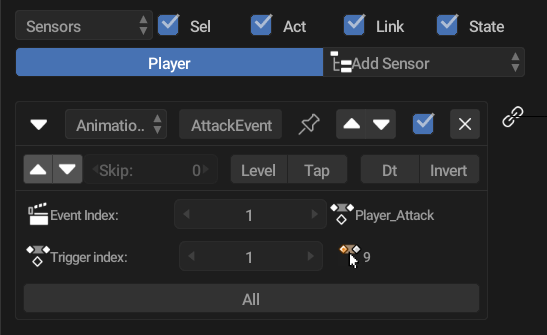 Sensors Sel Act Link State
Player Add Sensor
Animatio.. AttackEvent
Skip: 0 Level Tap Dt Invert
Event Index: 1 Player_Attack
Trigger index: 1 9
All